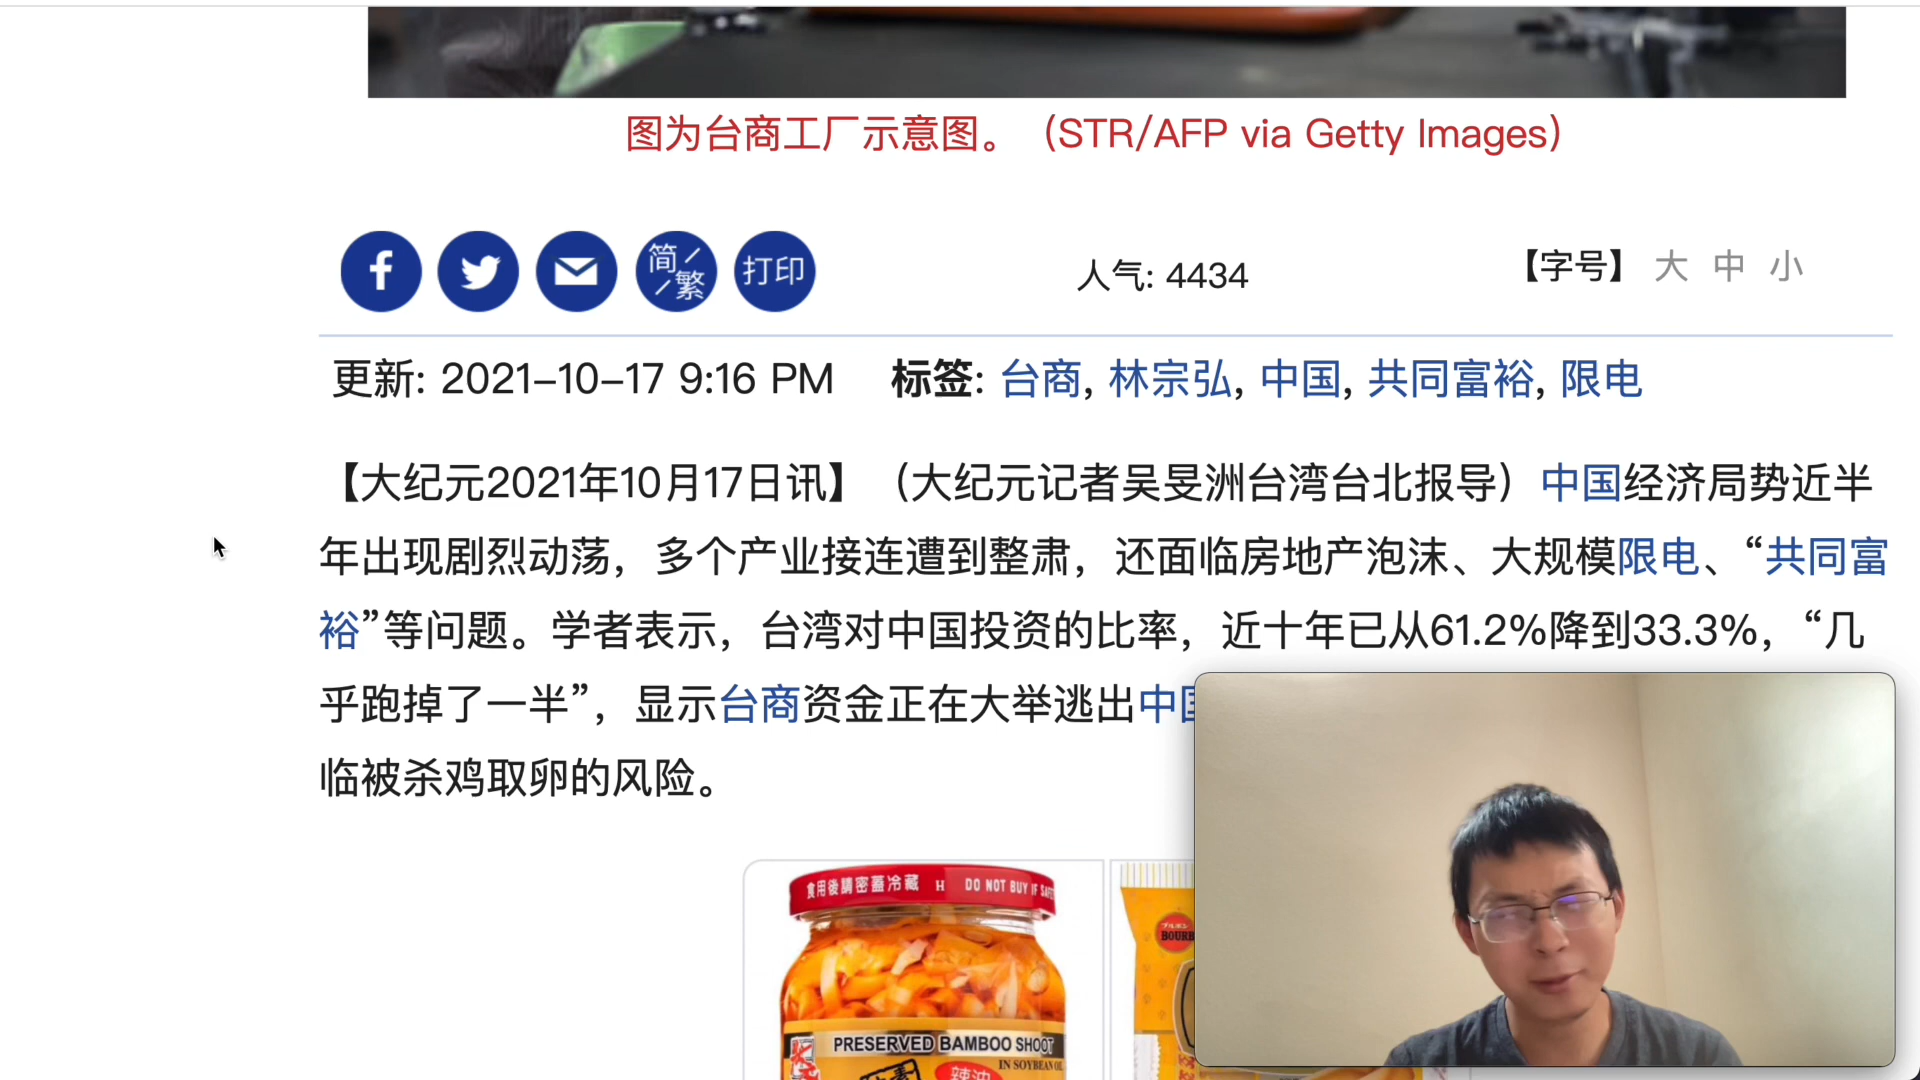 图为台商工厂示意图。（STR/AFP via Getty Images）
简/繁
打印
人气: 4434
【字号】 大 中 小
更新: 2021-10-17 9:16 PM 标签: 台商, 林宗弘, 中国, 共同富裕, 限电
【大纪元2021年10月17日讯】（大纪元记者吴旻洲台湾台北报导）中国经济局势近半
年出现剧烈动荡，多个产业接连遭到整肃，还面临房地产泡沫、大规模限电、“共同富
裕”等问题。学者表示，台湾对中国投资的比率，近十年已从61.2%降到33.3%，“几
乎跑掉了一半”，显示台商资金正在大举逃出中国
临被杀鸡取卵的风险。
食用後請密蓋冷藏 H DO NOT BUY IF
PRESERVED BAMBOO SHOOT
IN SOYBEAN OIL
辣油